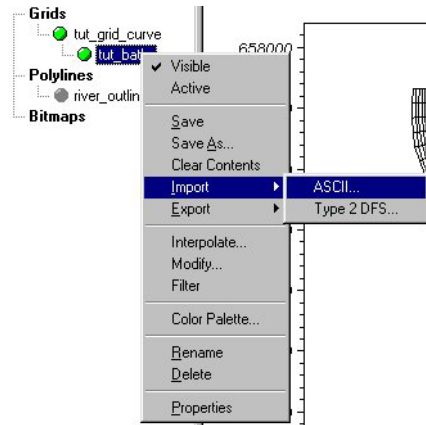 Grids
tut_grid_curve
tut_bat
Polylines
river_outlin
Bitmaps
658000
Visible
Active
Save
Save As...
Clear Contents
Import
Export
Interpolate...
Modify...
Filter
Color Palette...
Rename
Delete
Properties
ASCII...
Type 2 DFS...